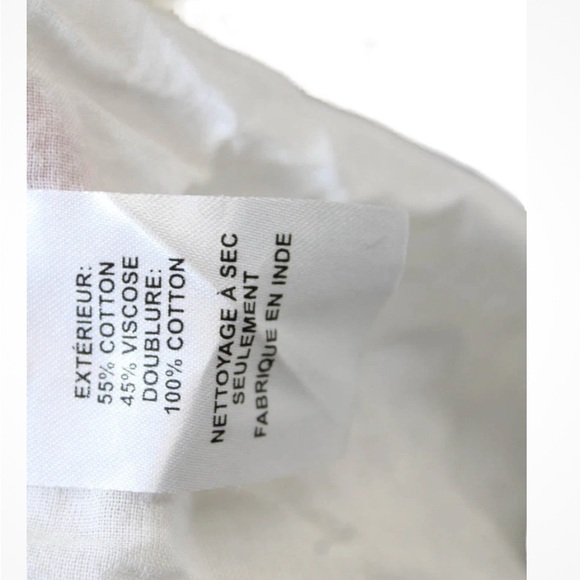 EXTÉRIEUR:
55% COTTON
45% VISCOSE
DOUBLURE:
100% COTTON
NETTOYAGE À SEC
SEULEMENT
FABRIQUE EN INDE